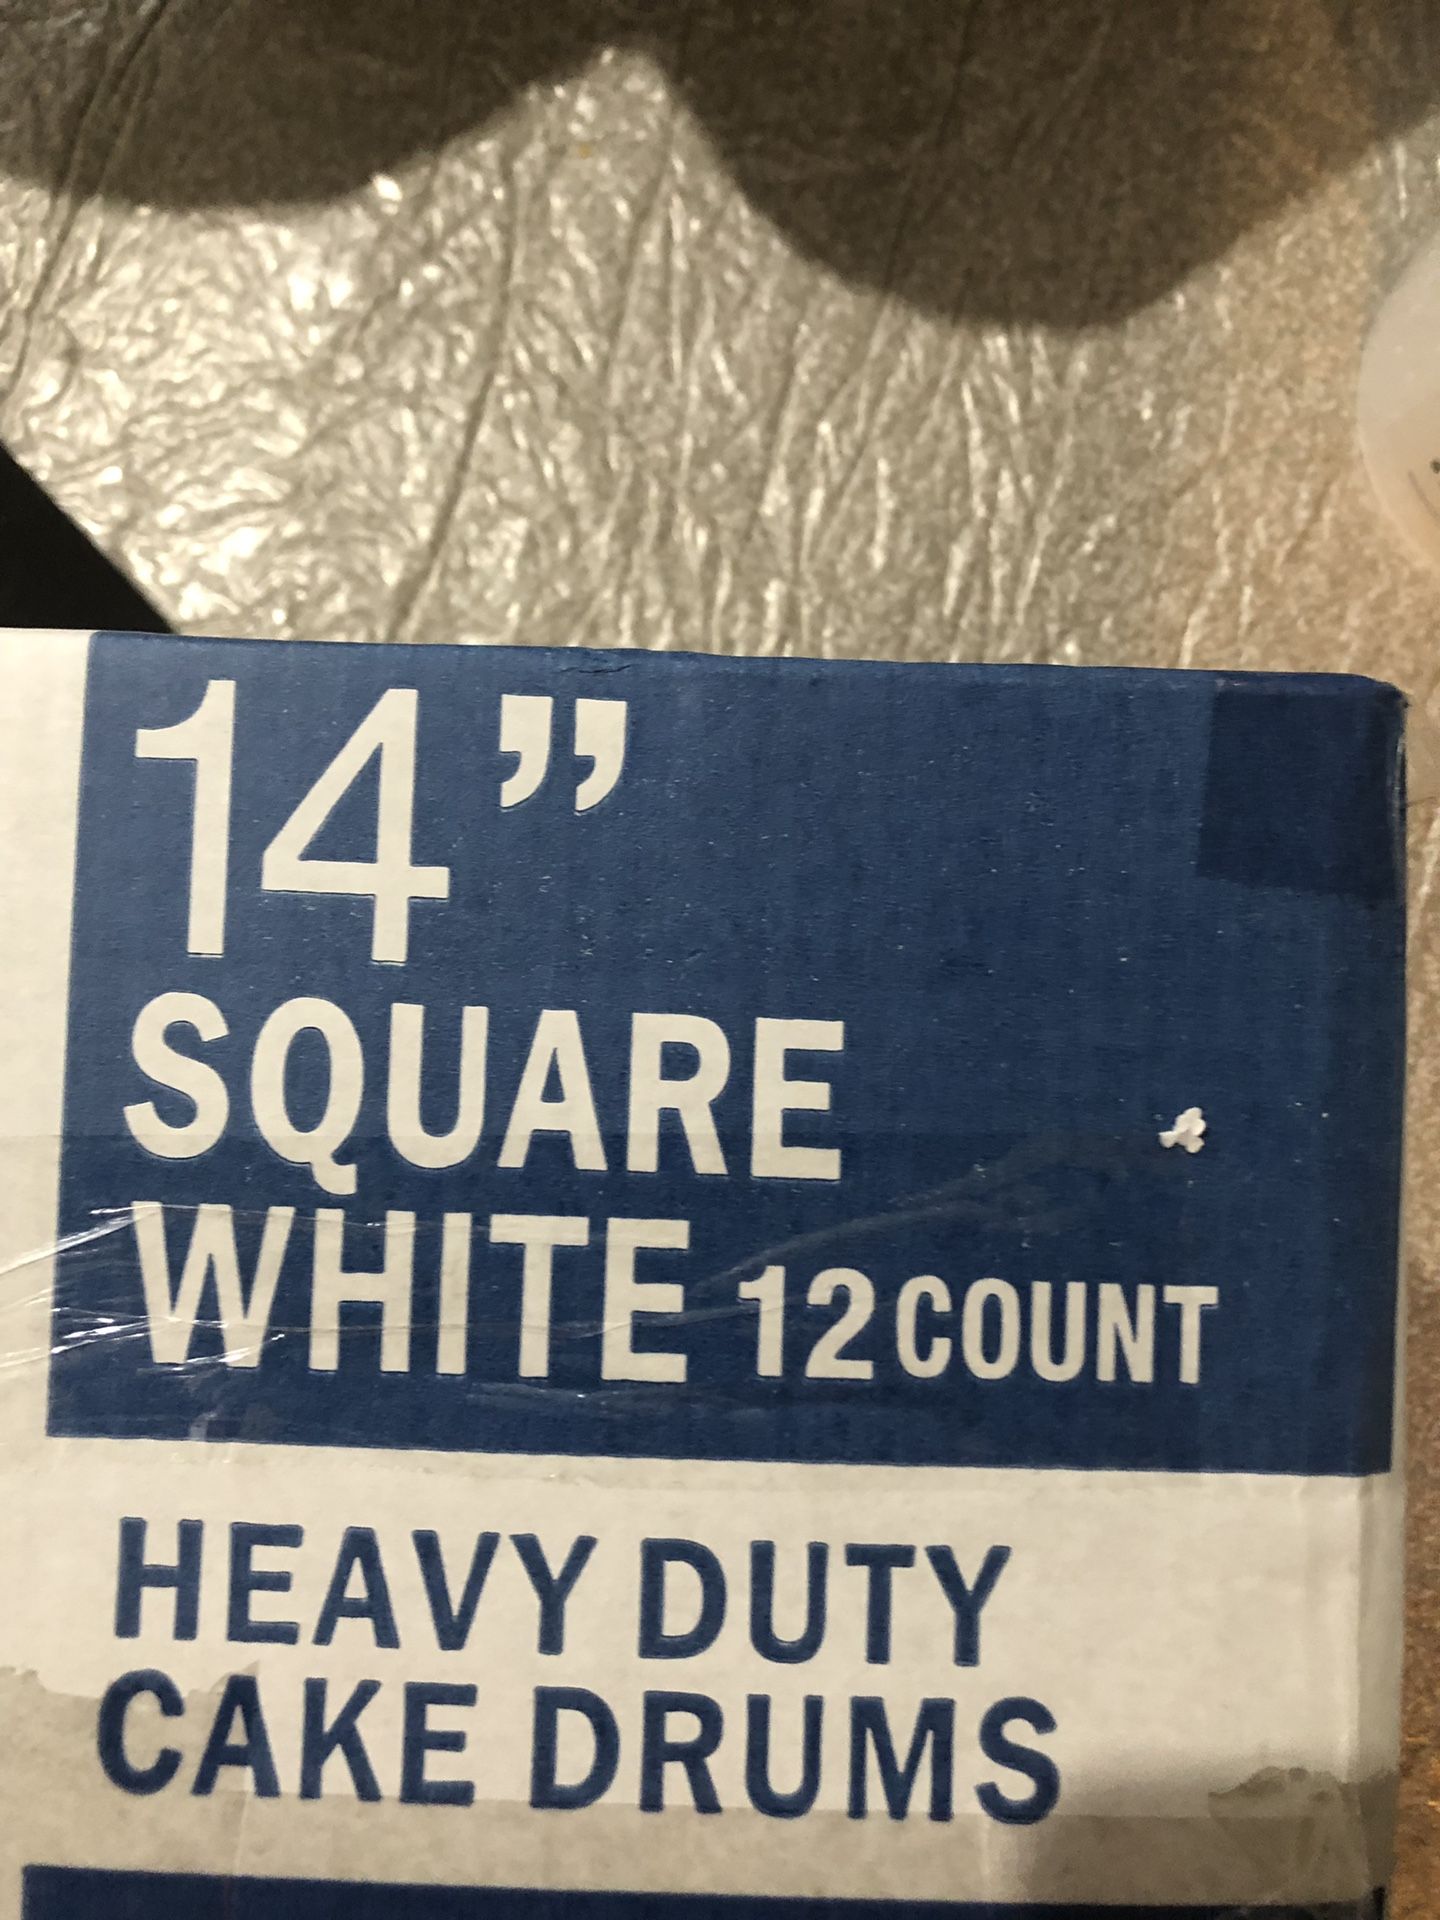 14”
SQUARE
WHITE 12 COUNT
HEAVY DUTY
CAKE DRUMS